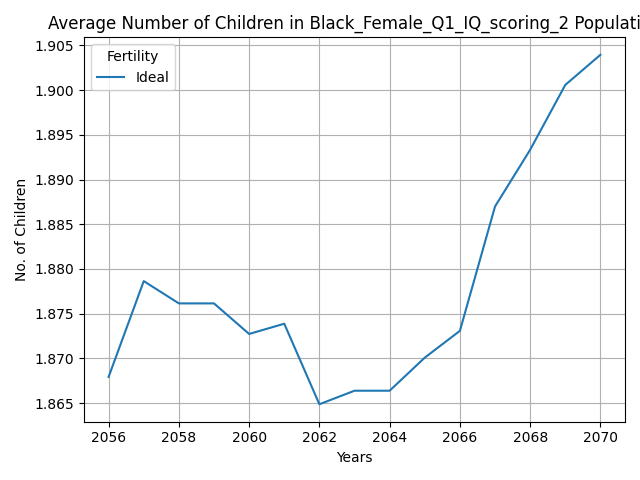 Average Number of Children in Black_Female_Q1_IQ_scoring_2 Populati
Fertility
Ideal
1.905
1.900
1.895
1.890
1.885
1.880
1.875
1.870
1.865
No. of Children
2056 2058 2060 2062 2064 2066 2068 2070
Years